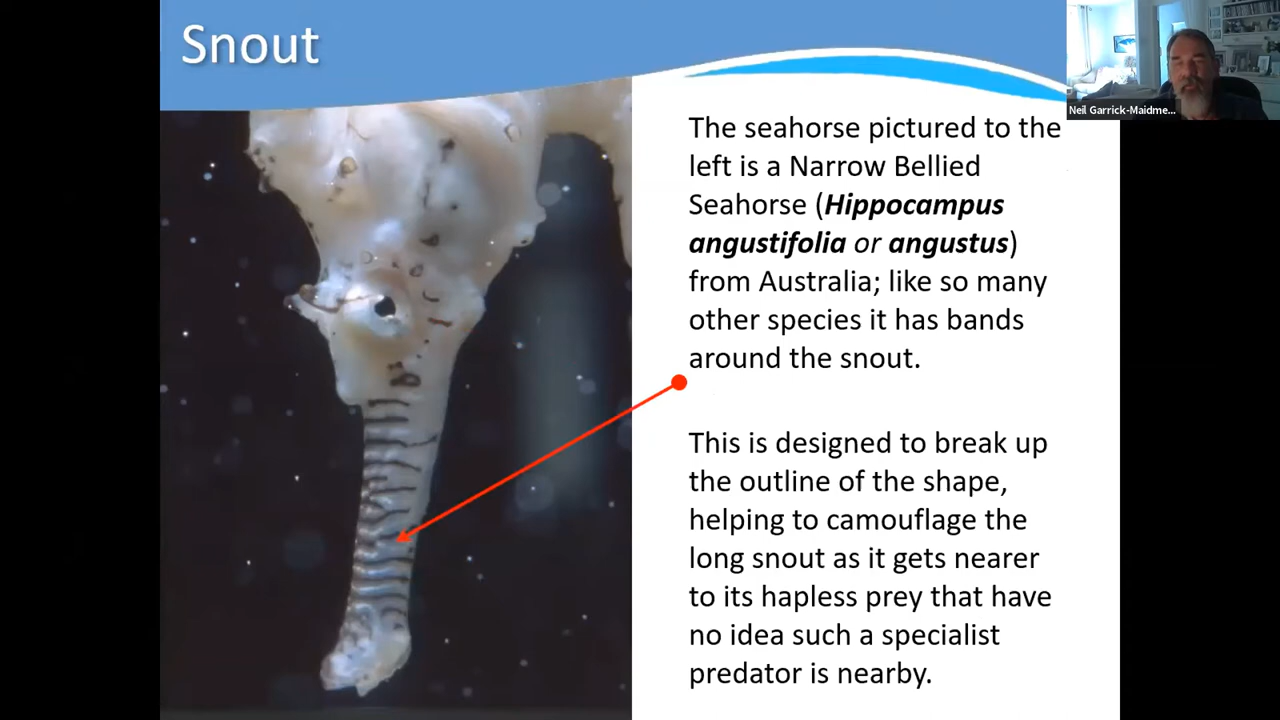 Snout
Neil Garrick-Maidme...
The seahorse pictured to the
left is a Narrow Bellied
Seahorse (Hippocampus
angustifolia or angustus)
from Australia; like so many
other species it has bands
around the snout.
This is designed to break up
the outline of the shape,
helping to camouflage the
long snout as it gets nearer
to its hapless prey that have
no idea such a specialist
predator is nearby.